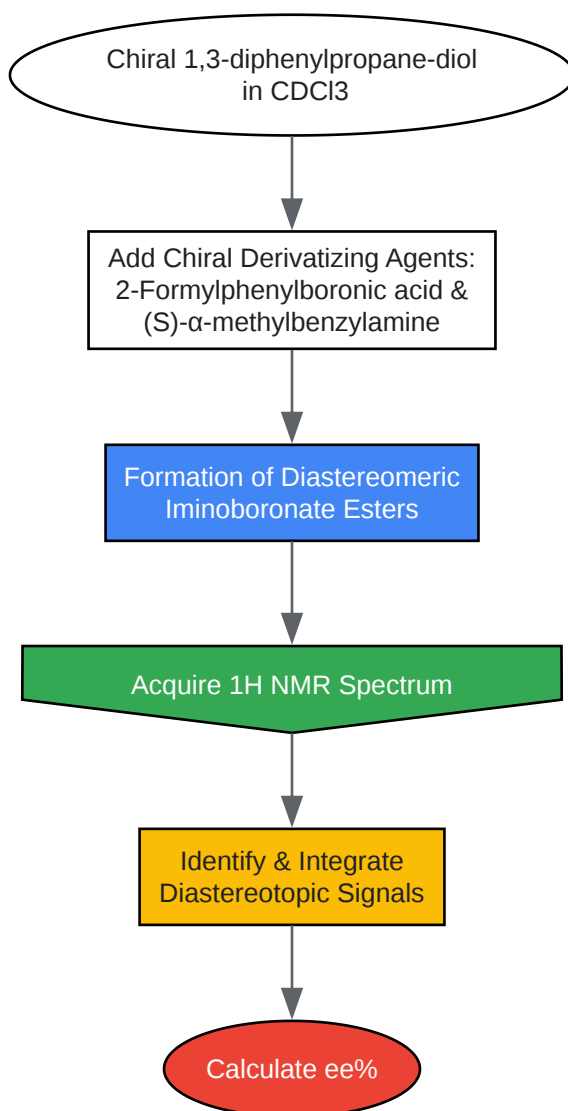 Chiral 1,3-diphenylpropane-diol
in CDCl3
Add Chiral Derivatizing Agents:
2-Formylphenylboronic acid &
(S)-α-methylbenzylamine
Formation of Diastereomeric
Iminoboronate Esters
Acquire 1H NMR Spectrum
Identify & Integrate
Diastereotopic Signals
Calculate ee%